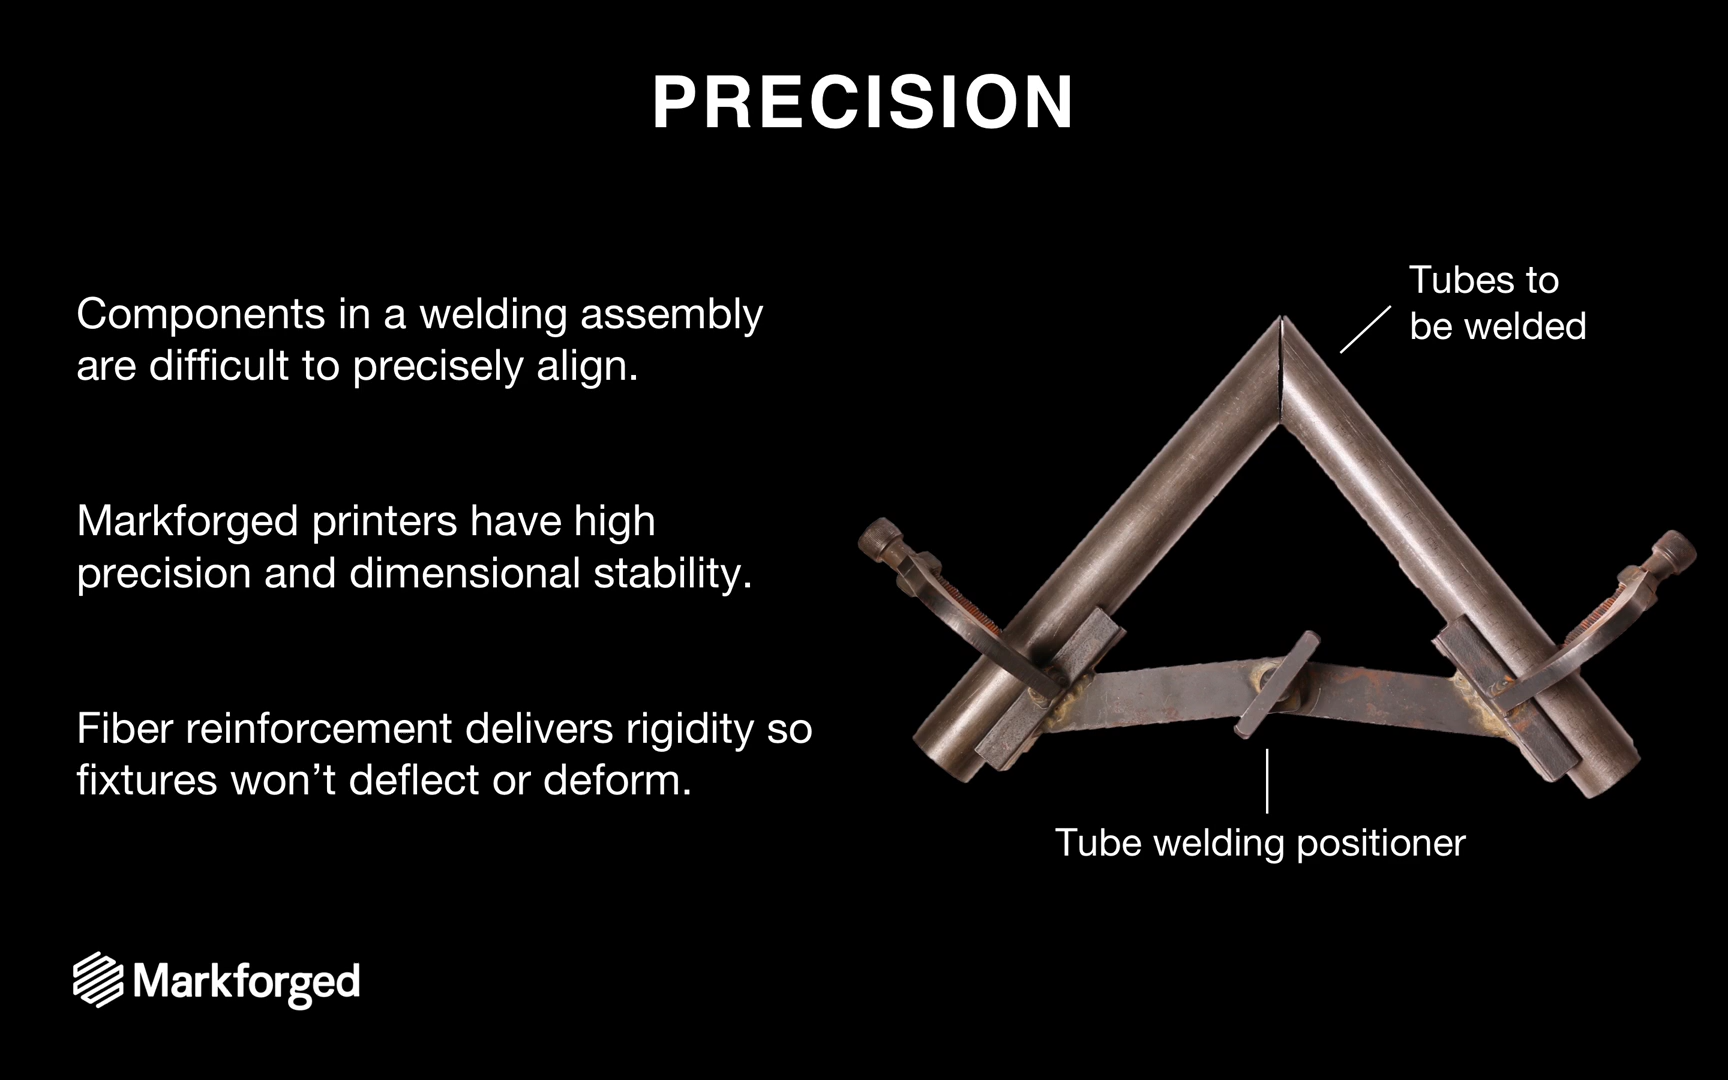 PRECISION
Components in a welding assembly
are difficult to precisely align.
Markforged printers have high
precision and dimensional stability.
Fiber reinforcement delivers rigidity so
fixtures won’t deflect or deform.
Tubes to
be welded
Tube welding positioner
Markforged